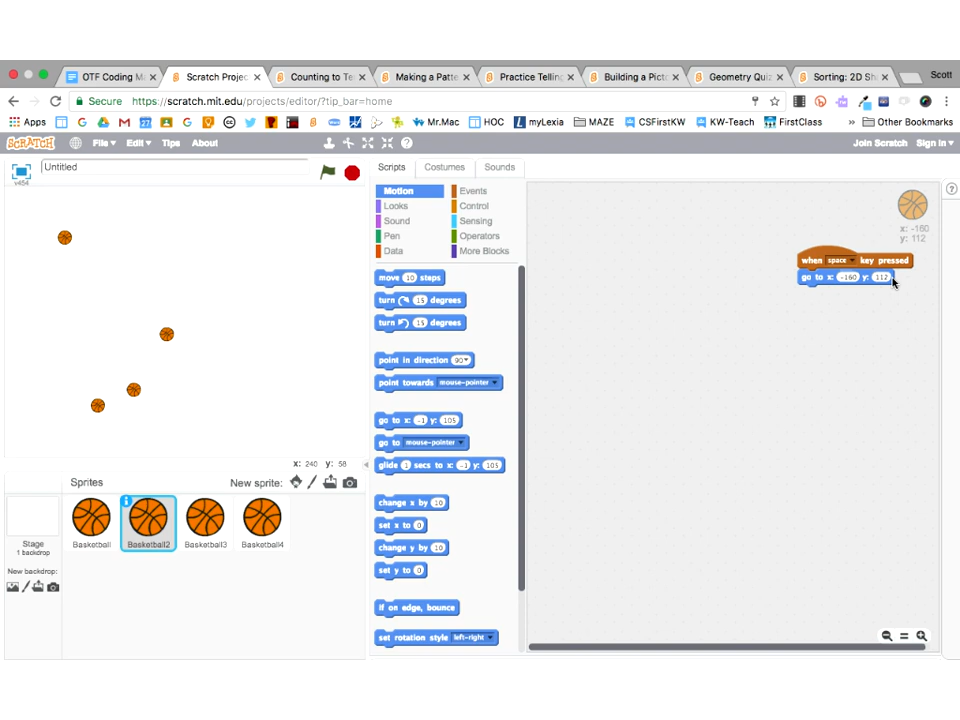 OTF Coding Ma
Scratch Projec
Counting to Te
Making a Patte
Practice Telling
Building a Pict
Geometry Quiz
Sorting: 2D Sh
Scott
Secure https://scratch.mit.edu/projects/editor/?tip_bar=home
Apps
Mr.Mac
HOC
myLexia
MAZE
CSFirstKW
KW-Teach
FirstClass
Other Bookmarks
SCRATCH
File
Edit
Tips
About
Join Scratch
Sign in
v454
Untitled
Scripts
Costumes
Sounds
Motion
Looks
Sound
Pen
Data
Events
Control
Sensing
Operators
More Blocks
move 10 steps
turn 15 degrees
turn 15 degrees
point in direction 90
point towards mouse-pointer
go to x: -1 y: 105
go to mouse-pointer
glide 1 secs to x: -1 y: 105
change x by 10
set x to 0
change y by 10
set y to 0
if on edge, bounce
set rotation style left-right
x: -160
y: 112
when space key pressed
go to x: -160 y: 112
x: 240 y: 58
Sprites
New sprite:
Stage
1 backdrop
New backdrop:
Basketball
Basketball2
Basketball3
Basketball4